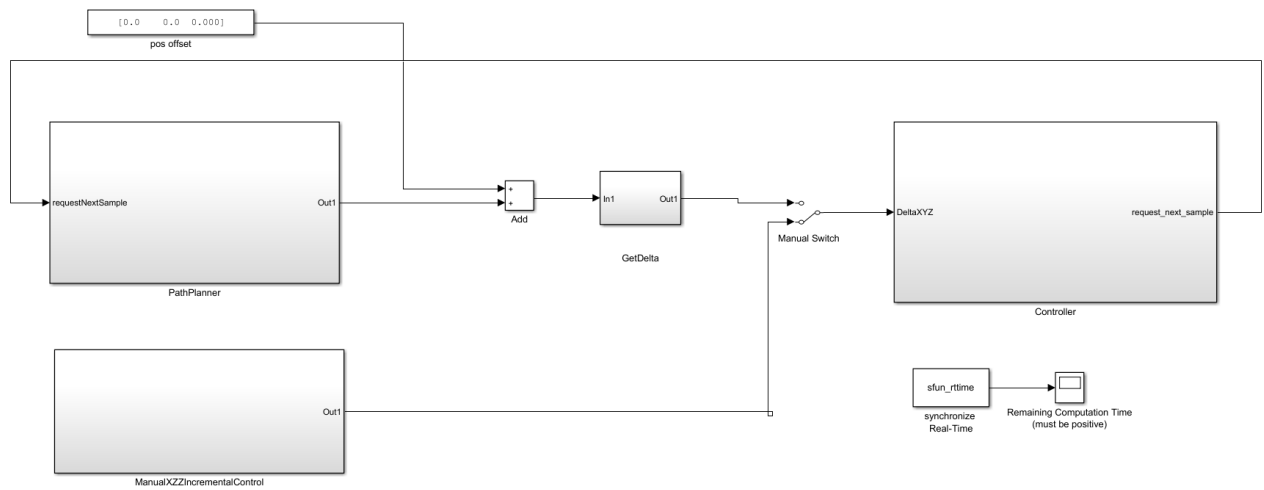 [0.0 0.0 0.000]
pos offset
requestNextSample
Out1
PathPlanner
+
+
Add
In1
Out1
GetDelta
Manual Switch
DeltaXYZ
request_next_sample
Controller
Out1
ManualXZZIncrementalControl
sfun_rttime
synchronize
Real-Time
Remaining Computation Time
(must be positive)